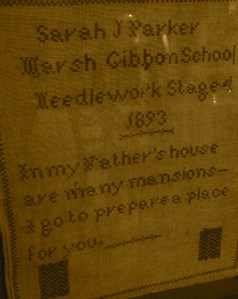 Sarah J Parker
Marsh Gibbon School
Needlework Stage 4
1893
In my Father's house
are many mansions–
I go to prepare a place
for you.